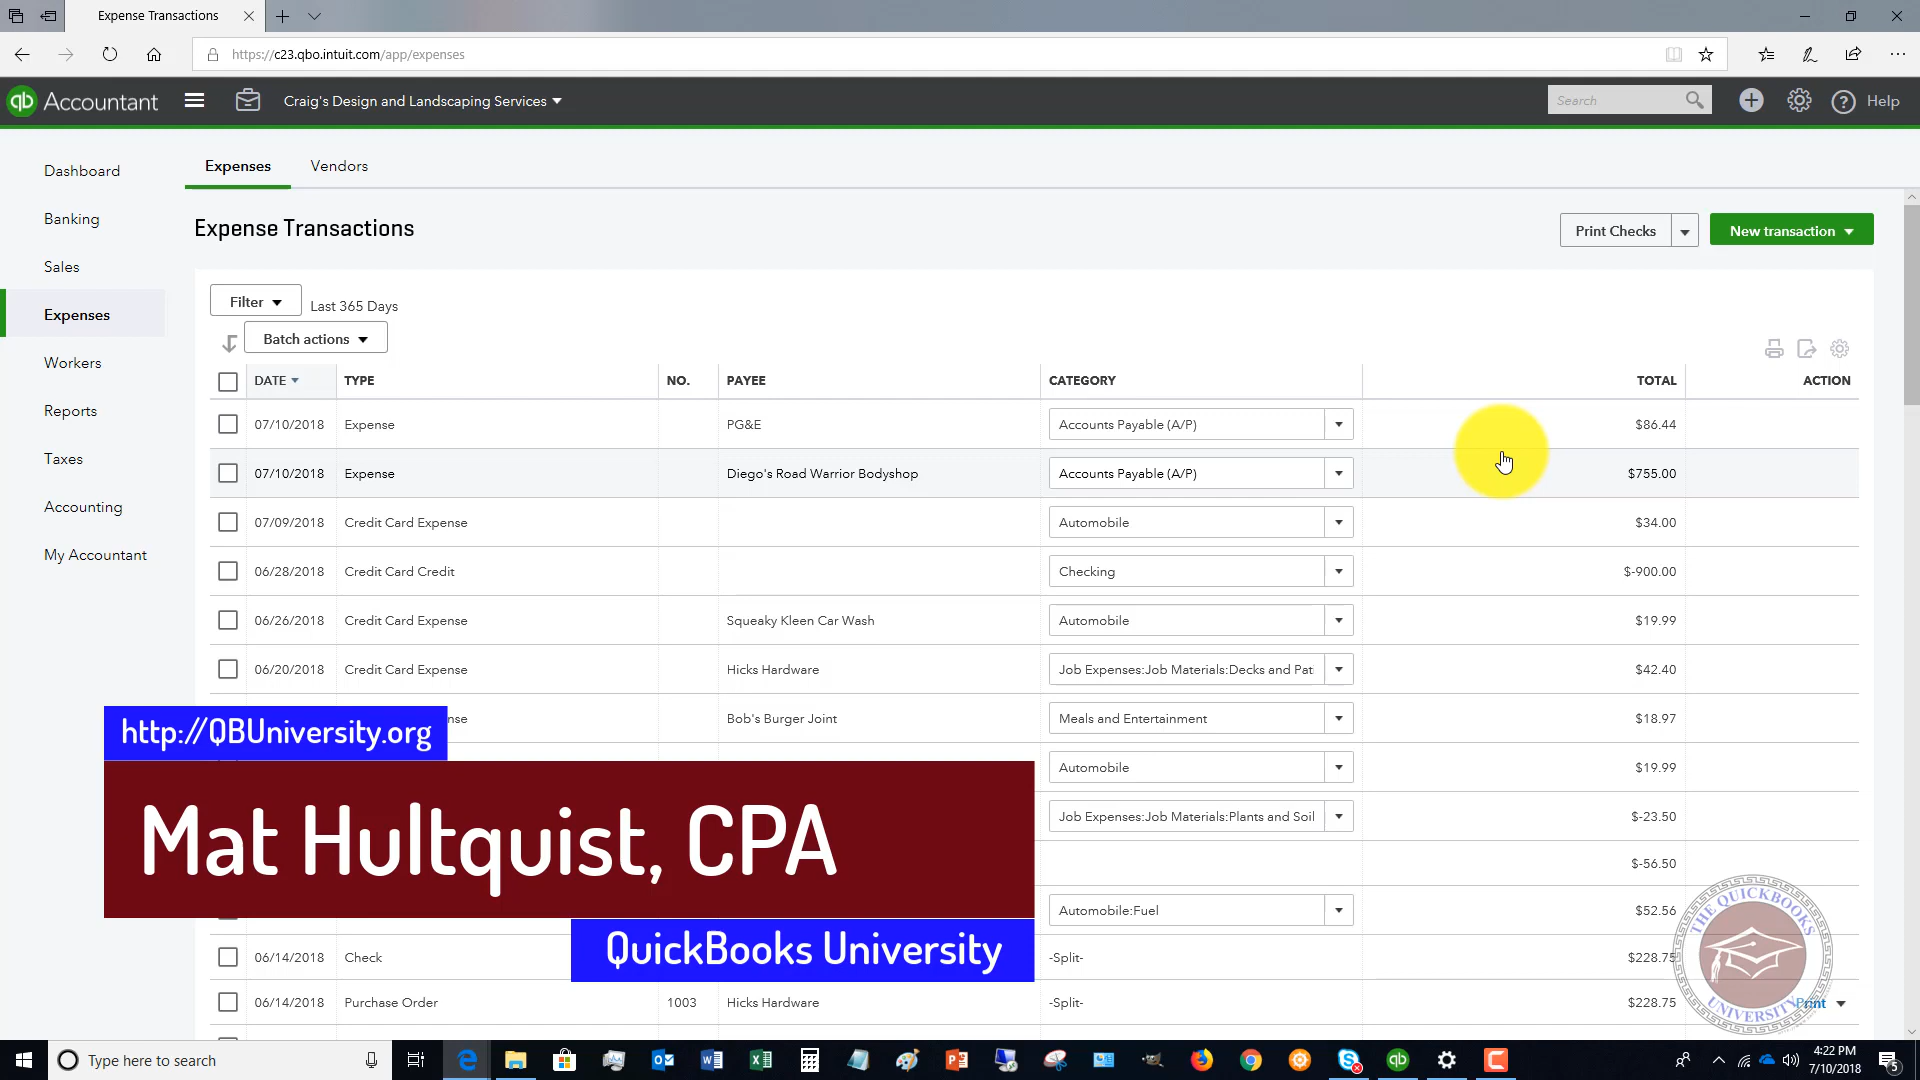 Expense Transactions
https://c23.qbo.intuit.com/app/expenses
qb Accountant
Craig's Design and Landscaping Services
Search
Help
Dashboard
Banking
Sales
Expenses
Workers
Reports
Taxes
Accounting
My Accountant
Expenses Vendors
Expense Transactions
Print Checks
New transaction
Filter
Last 365 Days
Batch actions
DATE TYPE NO. PAYEE CATEGORY TOTAL ACTION
07/10/2018 Expense PG&E Accounts Payable (A/P) $86.44
07/10/2018 Expense Diego's Road Warrior Bodyshop Accounts Payable (A/P) $755.00
07/09/2018 Credit Card Expense Automobile $34.00
06/28/2018 Credit Card Credit Checking $-900.00
06/26/2018 Credit Card Expense Squeaky Kleen Car Wash Automobile $19.99
06/20/2018 Credit Card Expense Hicks Hardware Job Expenses:Job Materials:Decks and Pat $42.40
nse Bob's Burger Joint Meals and Entertainment $18.97
Automobile $19.99
Job Expenses:Job Materials:Plants and Soil $-23.50
$-56.50
Automobile:Fuel $52.56
06/14/2018 Check -Split- $228.75
06/14/2018 Purchase Order 1003 Hicks Hardware -Split- $228.75 Print
http://QBUniversity.org
Mat Hultquist, CPA
QuickBooks University
THE QUICKBOOKS
UNIVERSITY
Type here to search
4:22 PM
7/10/2018
5